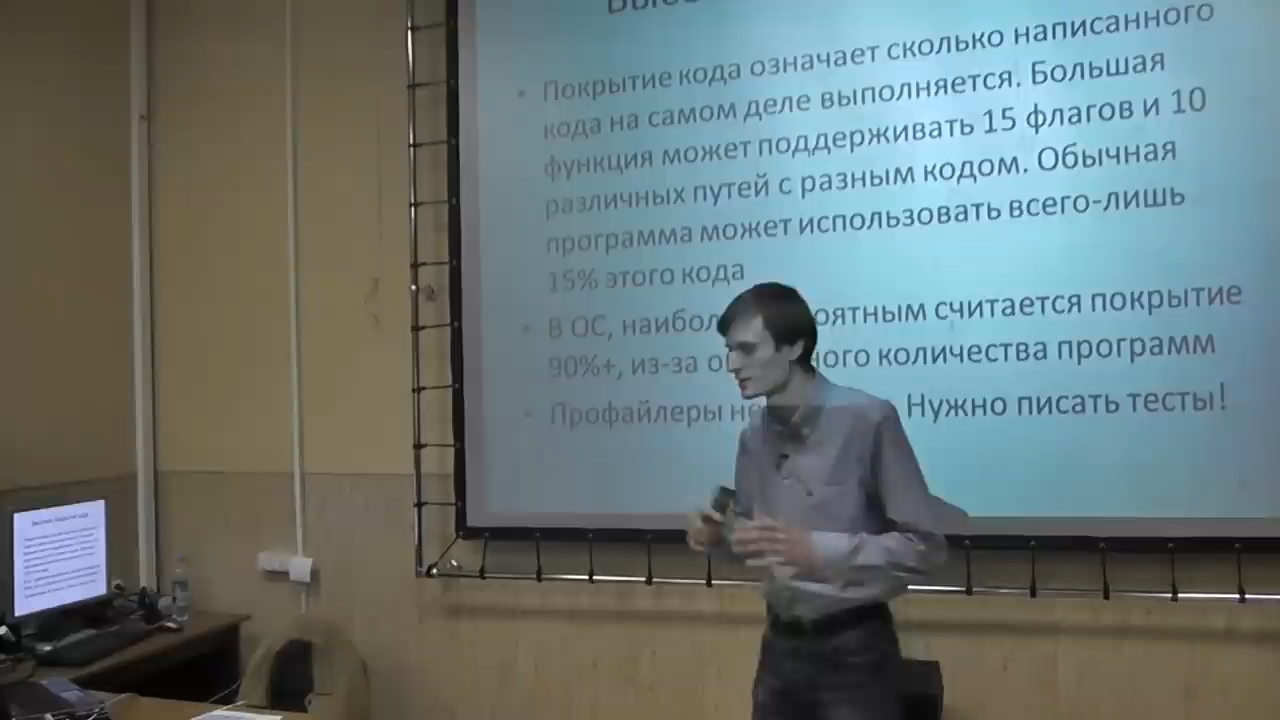 Покрытие кода означает сколько написанного
кода на самом деле выполняется. Большая
функция может поддерживать 15 флагов и 10
различных путей с разным кодом. Обычная
программа может использовать всего-лишь
15% этого кода
В ОС, наибол оятным считается покрытие
90%+, из-за о ного количества программ
Профайлеры не Нужно писать тесты!